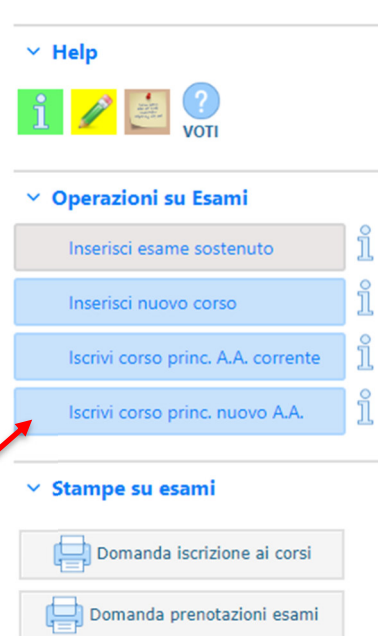 Help
VOTI
Operazioni su Esami
Inserisci esame sostenuto
Inserisci nuovo corso
Iscrivi corso princ. A.A. corrente
Iscrivi corso princ. nuovo A.A.
Stampe su esami
Domanda iscrizione ai corsi
Domanda prenotazioni esami